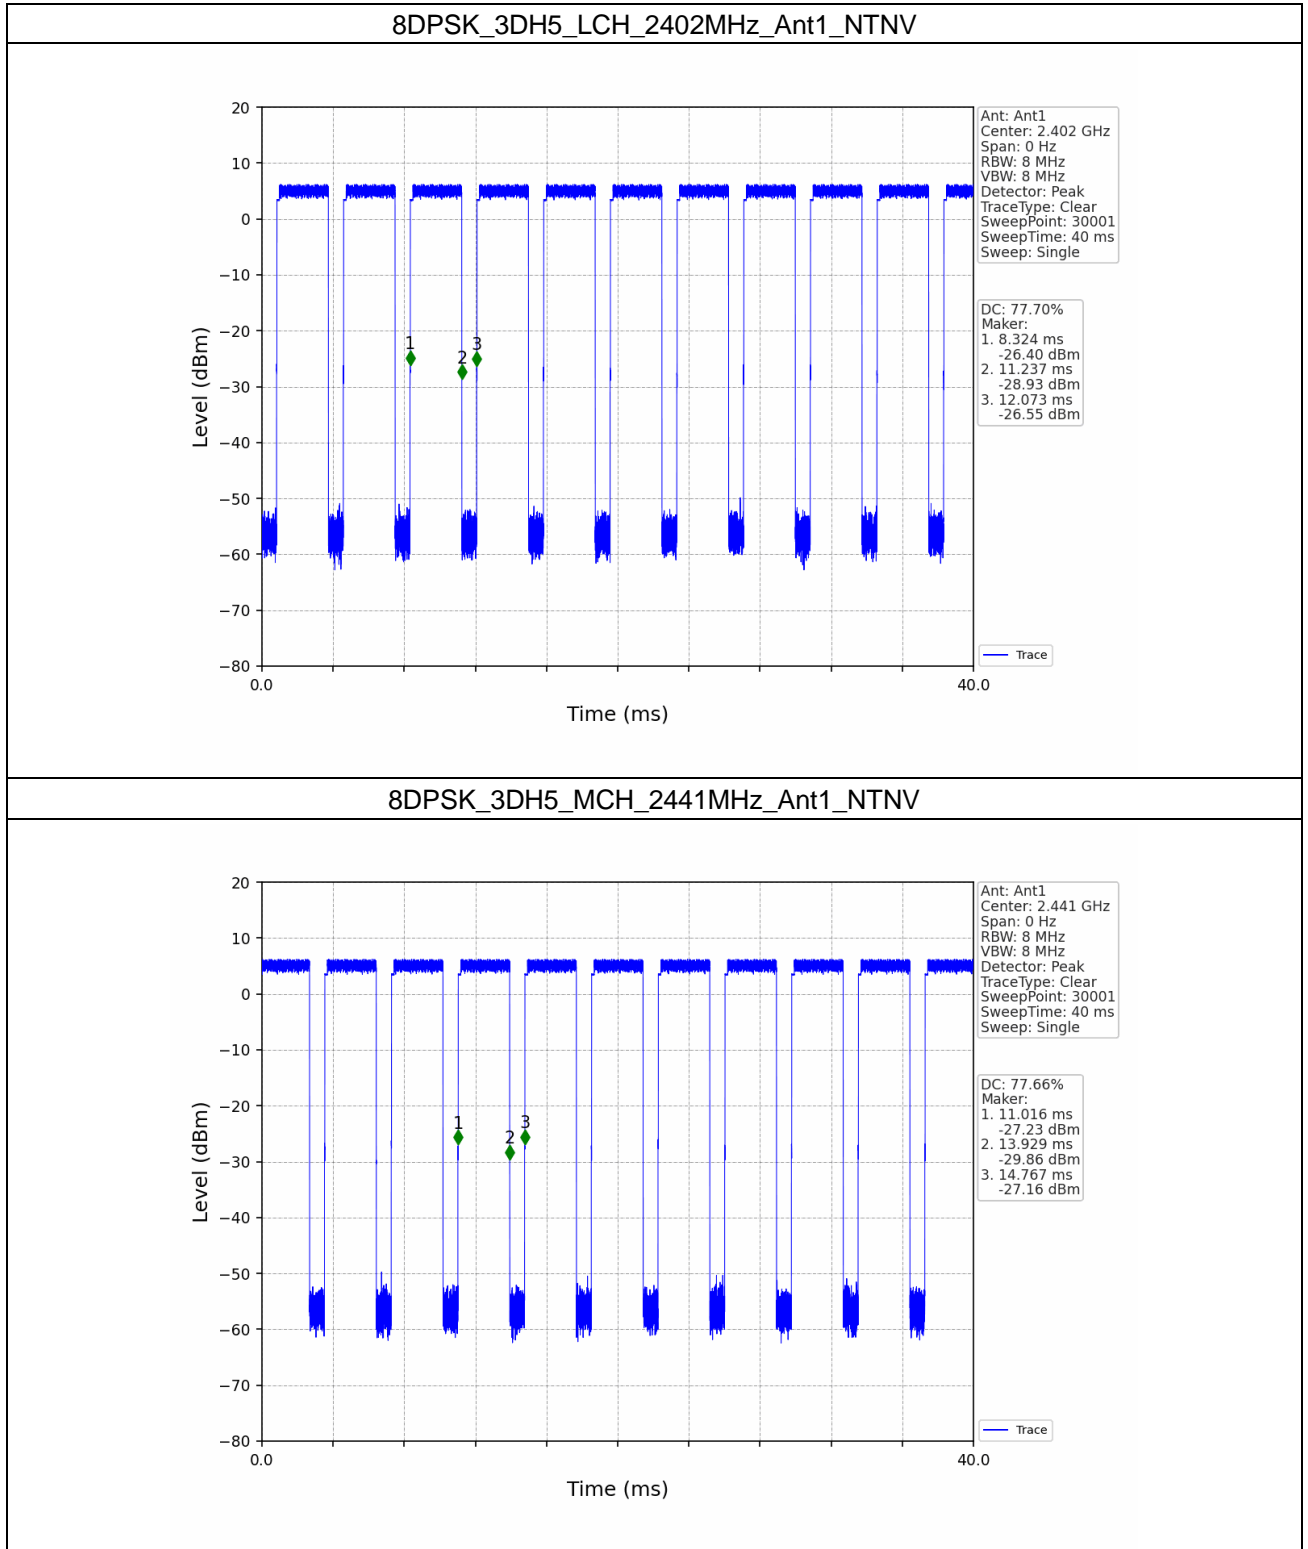 8DPSK_3DH5_LCH_2402MHz_Ant1_NTNV
20
10
0
−10
−20
−30
−40
−50
−60
−70
−80
Level (dBm)
1
2
3
0.0
40.0
Time (ms)
Ant: Ant1
Center: 2.402 GHz
Span: 0 Hz
RBW: 8 MHz
VBW: 8 MHz
Detector: Peak
TraceType: Clear
SweepPoint: 30001
SweepTime: 40 ms
Sweep: Single
DC: 77.70%
Maker:
1. 8.324 ms
-26.40 dBm
2. 11.237 ms
-28.93 dBm
3. 12.073 ms
-26.55 dBm
Trace
8DPSK_3DH5_MCH_2441MHz_Ant1_NTNV
20
10
0
−10
−20
−30
−40
−50
−60
−70
−80
Level (dBm)
1
2
3
0.0
40.0
Time (ms)
Ant: Ant1
Center: 2.441 GHz
Span: 0 Hz
RBW: 8 MHz
VBW: 8 MHz
Detector: Peak
TraceType: Clear
SweepPoint: 30001
SweepTime: 40 ms
Sweep: Single
DC: 77.66%
Maker:
1. 11.016 ms
-27.23 dBm
2. 13.929 ms
-29.86 dBm
3. 14.767 ms
-27.16 dBm
Trace